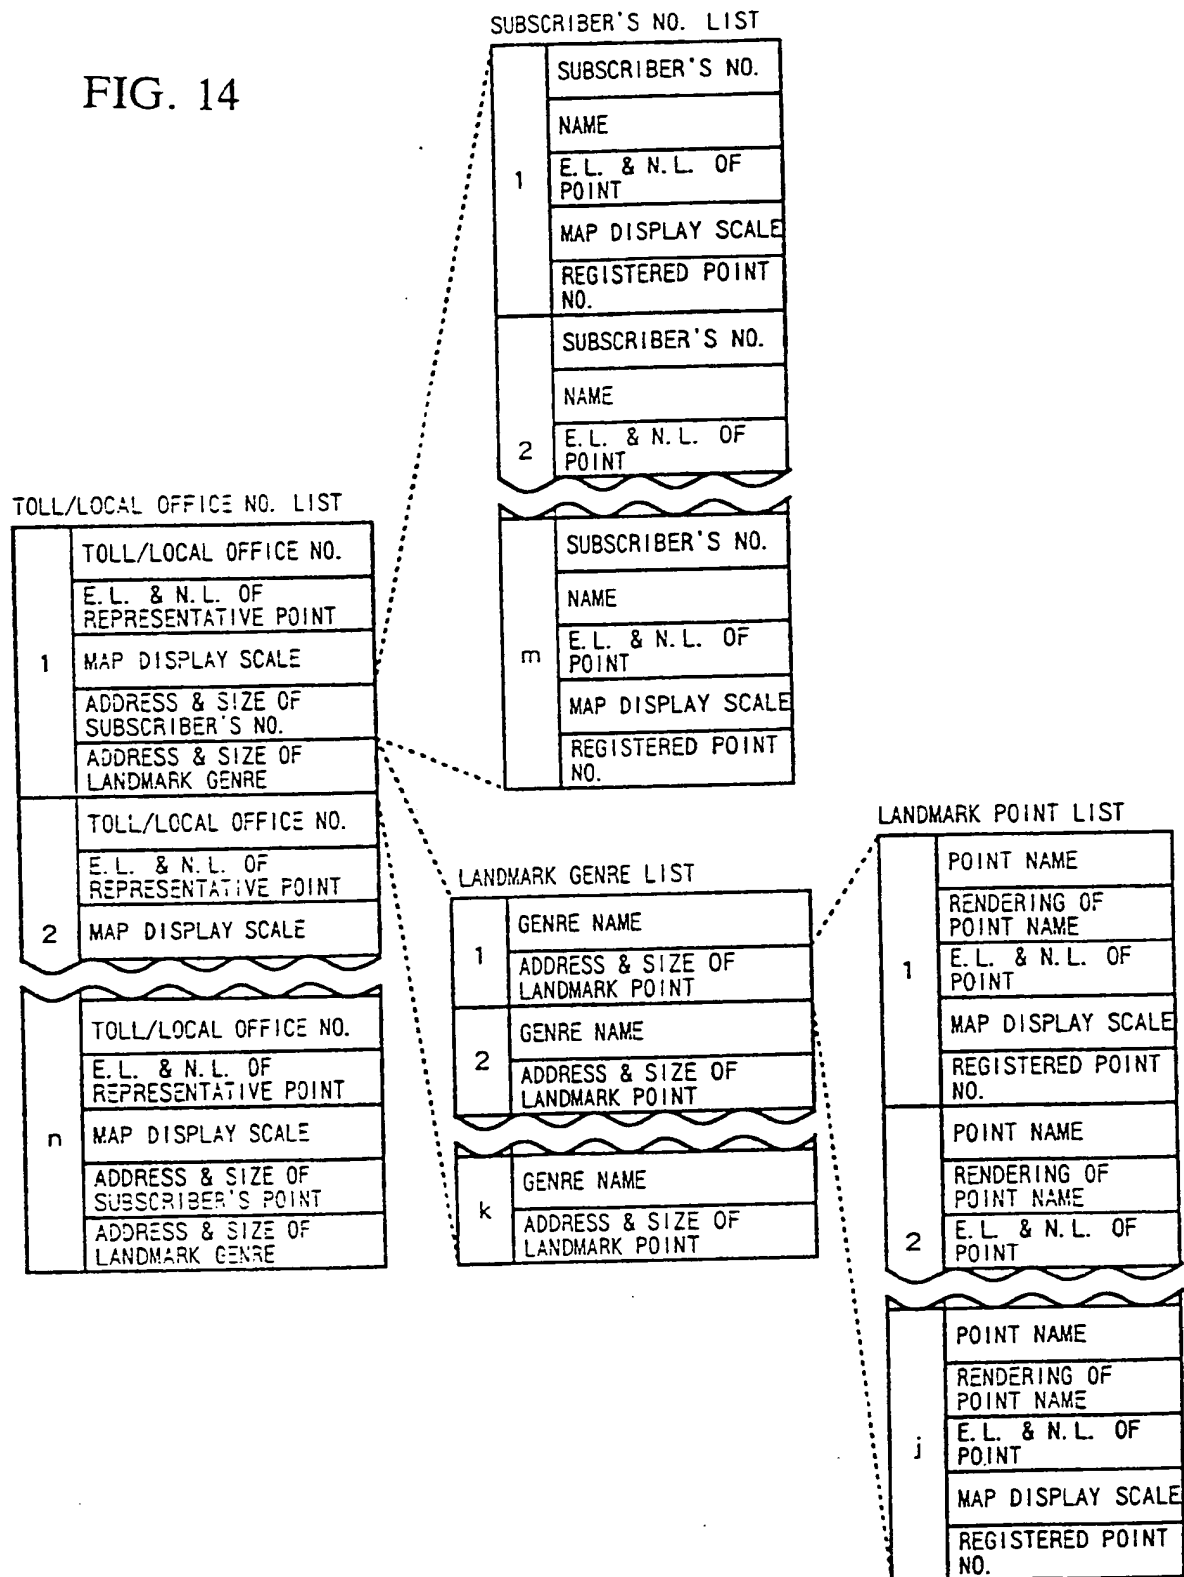 FIG. 14
SUBSCRIBER'S NO. LIST
1
SUBSCRIBER'S NO.
NAME
E.L. & N.L. OF
POINT
MAP DISPLAY SCALE
REGISTERED POINT
NO.
2
SUBSCRIBER'S NO.
NAME
E.L. & N.L. OF
POINT
m
SUBSCRIBER'S NO.
NAME
E.L. & N.L. OF
POINT
MAP DISPLAY SCALE
REGISTERED POINT
NO.
TOLL/LOCAL OFFICE NO. LIST
1
TOLL/LOCAL OFFICE NO.
E.L. & N.L. OF
REPRESENTATIVE POINT
MAP DISPLAY SCALE
ADDRESS & SIZE OF
SUBSCRIBER'S NO.
ADDRESS & SIZE OF
LANDMARK GENRE
2
TOLL/LOCAL OFFICE NO.
E.L. & N.L. OF
REPRESENTATIVE POINT
MAP DISPLAY SCALE
n
TOLL/LOCAL OFFICE NO.
E.L. & N.L. OF
REPRESENTATIVE POINT
MAP DISPLAY SCALE
ADDRESS & SIZE OF
SUBSCRIBER'S POINT
ADDRESS & SIZE OF
LANDMARK GENRE
LANDMARK GENRE LIST
1
GENRE NAME
ADDRESS & SIZE OF
LANDMARK POINT
2
GENRE NAME
ADDRESS & SIZE OF
LANDMARK POINT
k
GENRE NAME
ADDRESS & SIZE OF
LANDMARK POINT
LANDMARK POINT LIST
1
POINT NAME
RENDERING OF
POINT NAME
E.L. & N.L. OF
POINT
MAP DISPLAY SCALE
REGISTERED POINT
NO.
2
POINT NAME
RENDERING OF
POINT NAME
E.L. & N.L. OF
POINT
j
POINT NAME
RENDERING OF
POINT NAME
E.L. & N.L. OF
POINT
MAP DISPLAY SCALE
REGISTERED POINT
NO.